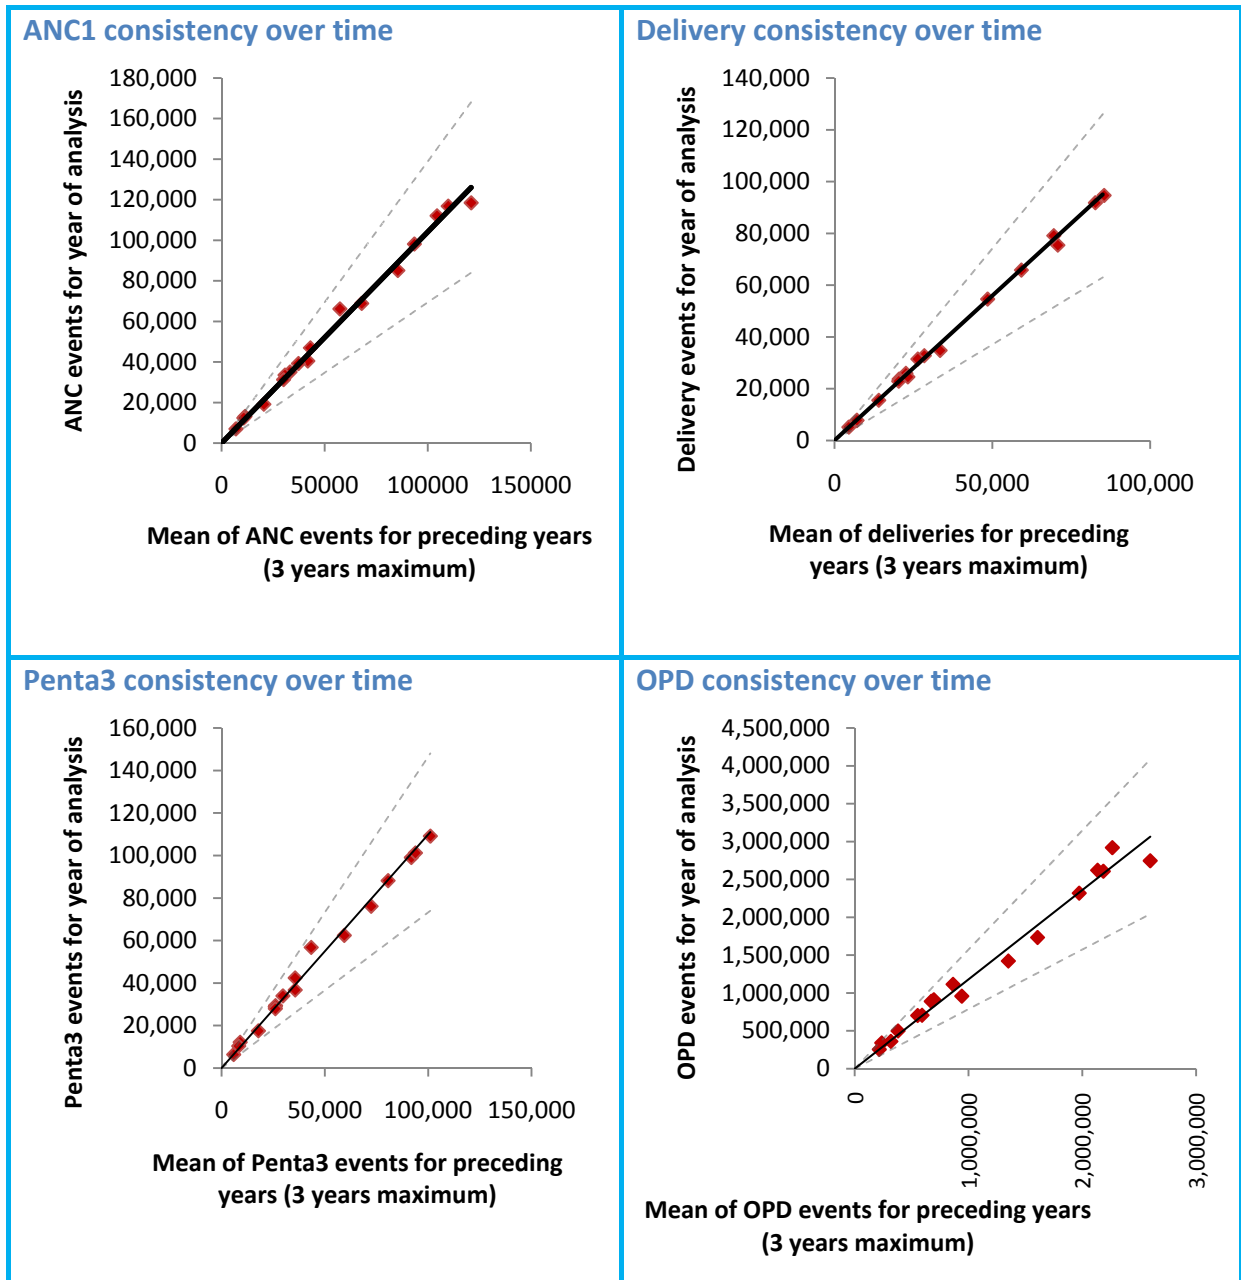 ANC1 consistency over time
ANC events for year of analysis
180,000
160,000
140,000
120,000
100,000
80,000
60,000
40,000
20,000
0
0 50000 100000 150000
Mean of ANC events for preceding years
(3 years maximum)
Delivery consistency over time
Delivery events for year of analysis
140,000
120,000
100,000
80,000
60,000
40,000
20,000
0
0 50,000 100,000
Mean of deliveries for preceding
years (3 years maximum)
Penta3 consistency over time
Penta3 events for year of analysis
160,000
140,000
120,000
100,000
80,000
60,000
40,000
20,000
0
0 50,000 100,000 150,000
Mean of Penta3 events for preceding
years (3 years maximum)
OPD consistency over time
OPD events for year of analysis
4,500,000
4,000,000
3,500,000
3,000,000
2,500,000
2,000,000
1,500,000
1,000,000
500,000
0
0
1,000,000
2,000,000
3,000,000
Mean of OPD events for preceding years
(3 years maximum)